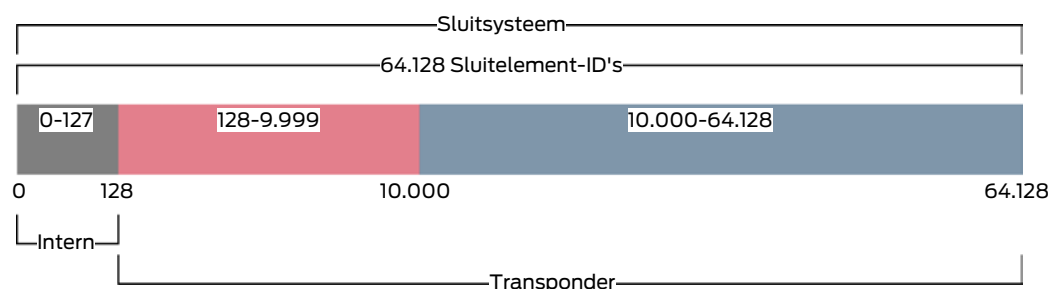 Sluitsysteem
64.128 Sluitelement-ID's
0-127 128-9.999 10.000-64.128
0 128 10.000 64.128
Intern
Transponder